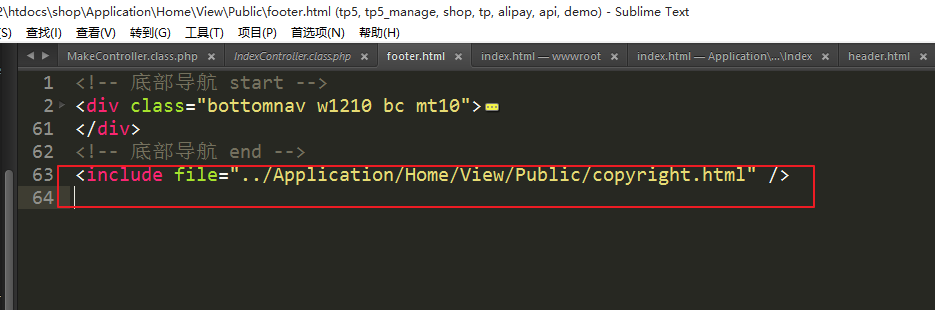 2\htdocs\shop\Application\Home\View\Public\footer.html (tp5, tp5_manage, shop, tp, alipay, api, demo) - Sublime Text
(S) 查找(I) 查看(V) 转到(G) 工具(T) 项目(P) 首选项(N) 帮助(H)
MakeController.class.php × IndexController.class.php × footer.html × index.html — wwwroot × index.html — Application\...\Index × header.html ×
1 <!-- 底部导航 start -->
2 <div class="bottomnav w1210 bc mt10">
61 </div>
62 <!-- 底部导航 end -->
63 <include file="../Application/Home/View/Public/copyright.html" />
64